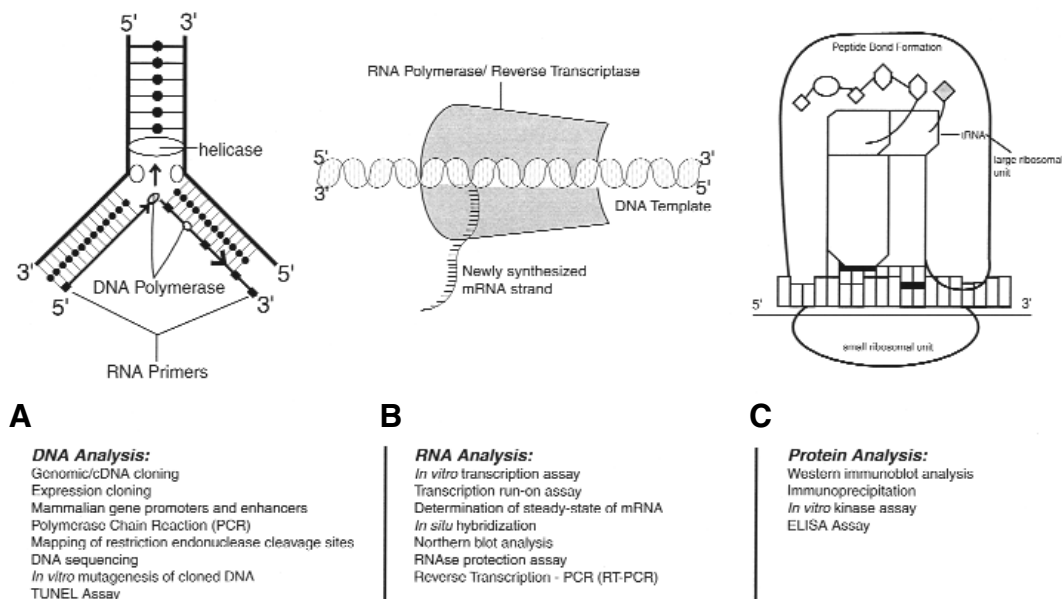 5' 3'
helicase
3' 5'
5' DNA Polymerase 3'
RNA Primers
RNA Polymerase/ Reverse Transcriptase
5' 3'
3' 5'
DNA Template
Newly synthesized
mRNA strand
Peptide Bond Formation
tRNA
large ribosomal
unit
5' 3'
small ribosomal unit
A
DNA Analysis:
Genomic/cDNA cloning
Expression cloning
Mammalian gene promoters and enhancers
Polymerase Chain Reaction (PCR)
Mapping of restriction endonuclease cleavage sites
DNA sequencing
In vitro mutagenesis of cloned DNA
TUNEL Assay
B
RNA Analysis:
In vitro transcription assay
Transcription run-on assay
Determination of steady-state of mRNA
In situ hybridization
Northern blot analysis
RNAse protection assay
Reverse Transcription - PCR (RT-PCR)
C
Protein Analysis:
Western immunoblot analysis
Immunoprecipitation
In vitro kinase assay
ELISA Assay